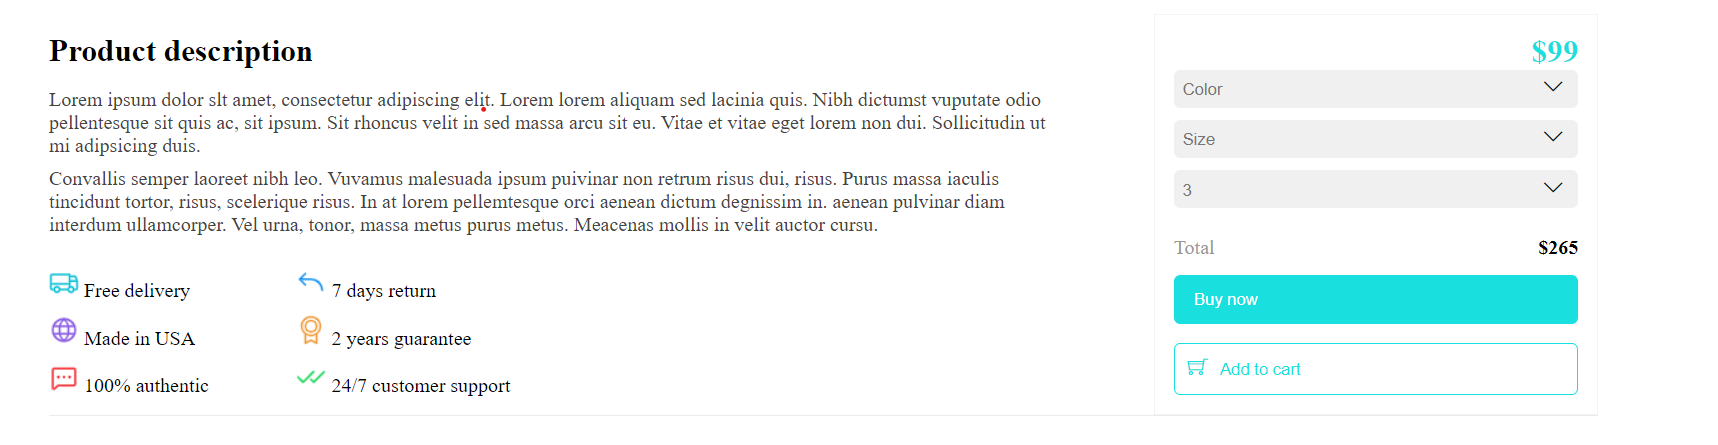 Product description
Lorem ipsum dolor slt amet, consectetur adipiscing elit. Lorem lorem aliquam sed lacinia quis. Nibh dictumst vuputate odio
pellentesque sit quis ac, sit ipsum. Sit rhoncus velit in sed massa arcu sit eu. Vitae et vitae eget lorem non dui. Sollicitudin ut
mi adipsicing duis.
Convallis semper laoreet nibh leo. Vuvamus malesuada ipsum puivinar non retrum risus dui, risus. Purus massa iaculis
tincidunt tortor, risus, scelerique risus. In at lorem pellemtesque orci aenean dictum degnissim in. aenean pulvinar diam
interdum ullamcorper. Vel urna, tonor, massa metus purus metus. Meacenas mollis in velit auctor cursu.
Free delivery
7 days return
Made in USA
2 years guarantee
100% authentic
24/7 customer support
$99
Color
Size
3
Total $265
Buy now
Add to cart